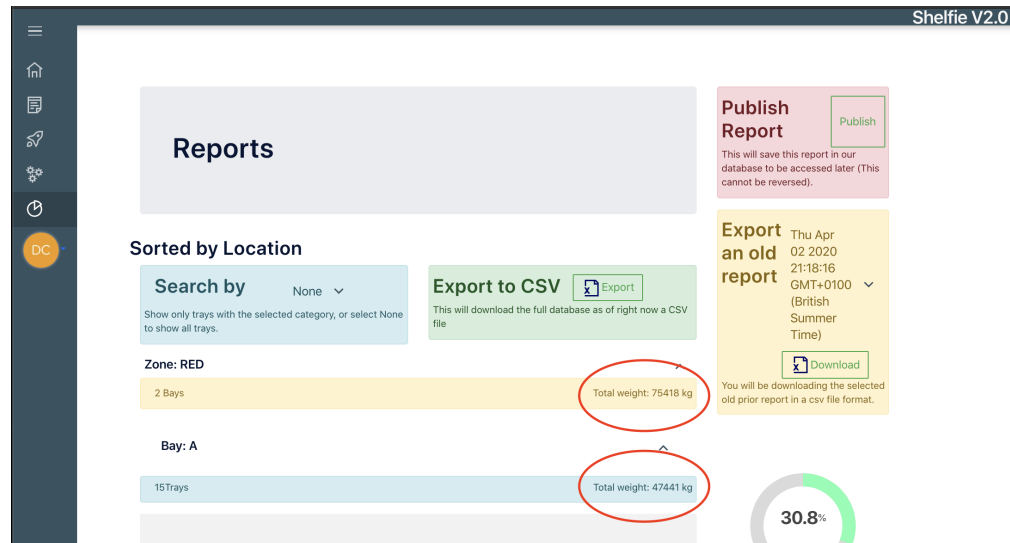 Shelfie V2.0
Reports
Publish
Report
Publish
This will save this report in our
database to be accessed later (This
cannot be reversed).
DC
Export
an old
report
Thu Apr
02 2020
21:18:16
GMT+0100
(British
Summer
Time)
Download
You will be downloading the selected
old prior report in a csv file format.
Sorted by Location
Search by
None
Show only trays with the selected category, or select None
to show all trays.
Export to CSV
Export
This will download the full database as of right now a CSV
file
Zone: RED
2 Bays
Total weight: 75418 kg
Bay: A
15Trays
Total weight: 47441 kg
30.8%